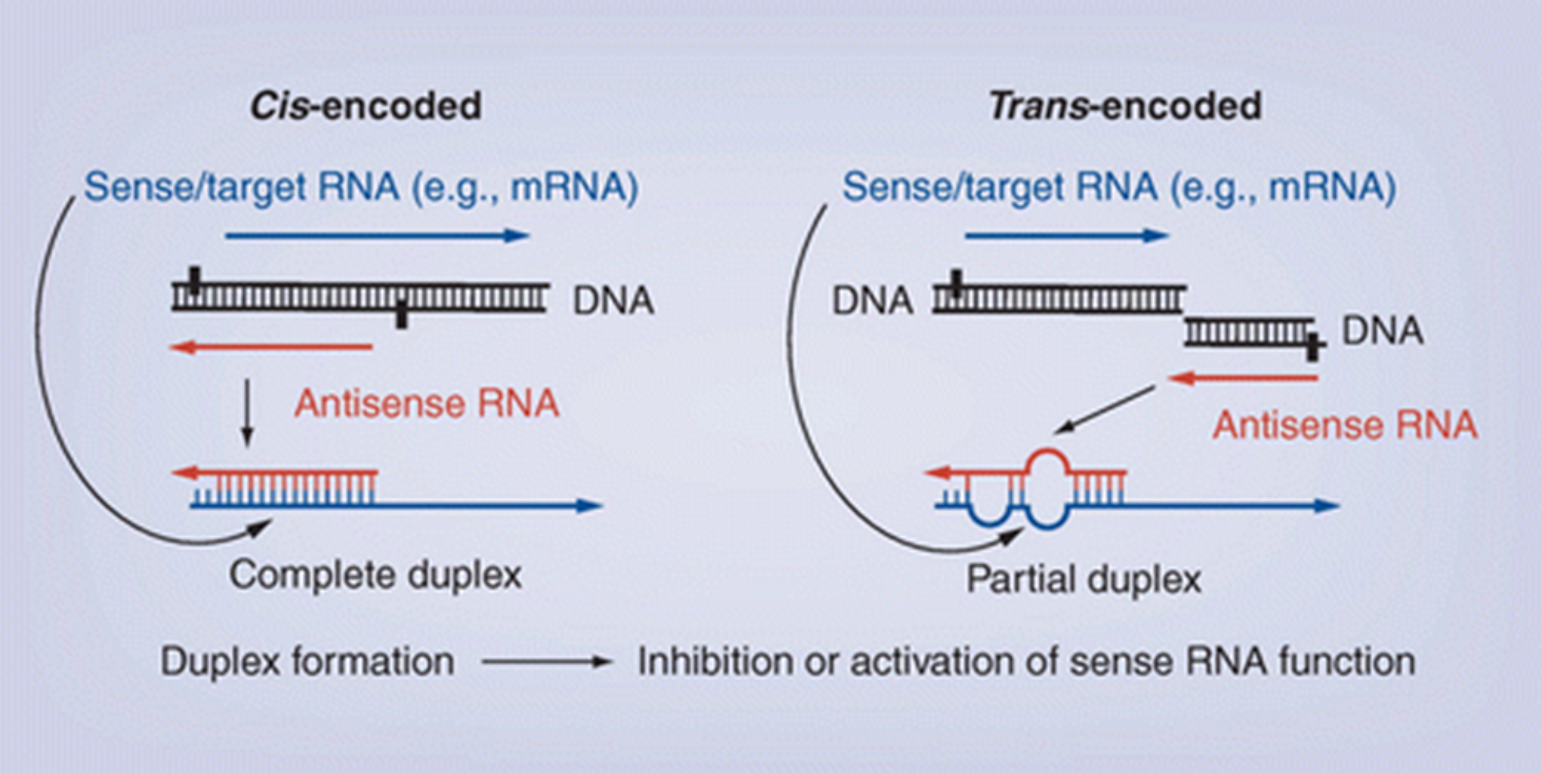 Cis-encoded
Sense/target RNA (e.g., mRNA)
DNA
Antisense RNA
Complete duplex
Trans-encoded
Sense/target RNA (e.g., mRNA)
DNA
DNA
Antisense RNA
Partial duplex
Duplex formation
Inhibition or activation of sense RNA function